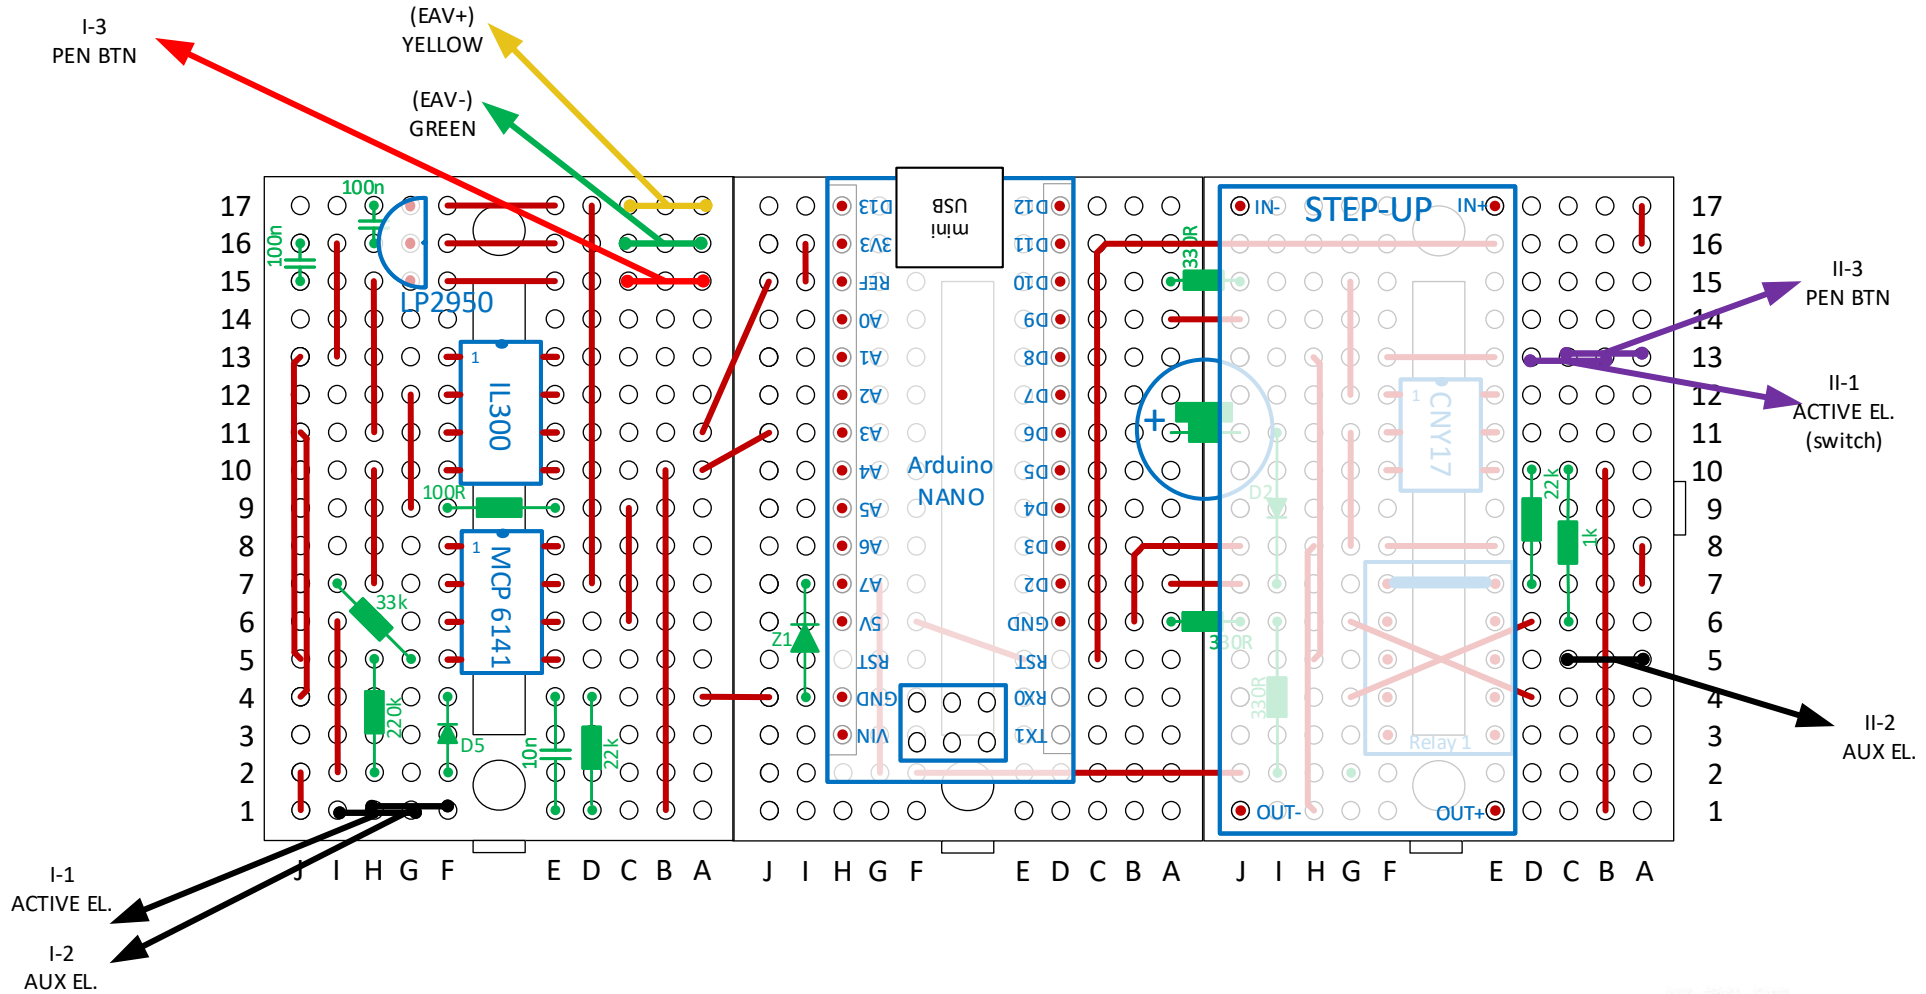 I-3
PEN BTN
(EAV+)
YELLOW
(EAV-)
GREEN
II-3
PEN BTN
II-1
ACTIVE EL.
(switch)
II-2
AUX EL.
I-1
ACTIVE EL.
I-2
AUX EL.
17
16
15
14
13
12
11
10
9
8
7
6
5
4
3
2
1
100n
100n
LP2950
1
IL300
100R
1
MCP 6141
33k
220k
D5
10n
22k
Z1
mini
USB
D13
3V3
REF
A0
A1
A2
A3
A4
A5
A6
A7
5V
RST
GND
VIN
Arduino
NANO
D12
D11
D10
D9
D8
D7
D6
D5
D4
D3
D2
GND
RST
RX0
TX1
330R
+
330R
IN-
STEP-UP
IN+
1
CNY17
D2
330R
Relay 1
OUT-
OUT+
22k
1k
17
16
15
14
13
12
11
10
9
8
7
6
5
4
3
2
1
J I H G F E D C B A
J I H G F E D C B A
J I H G F E D C B A